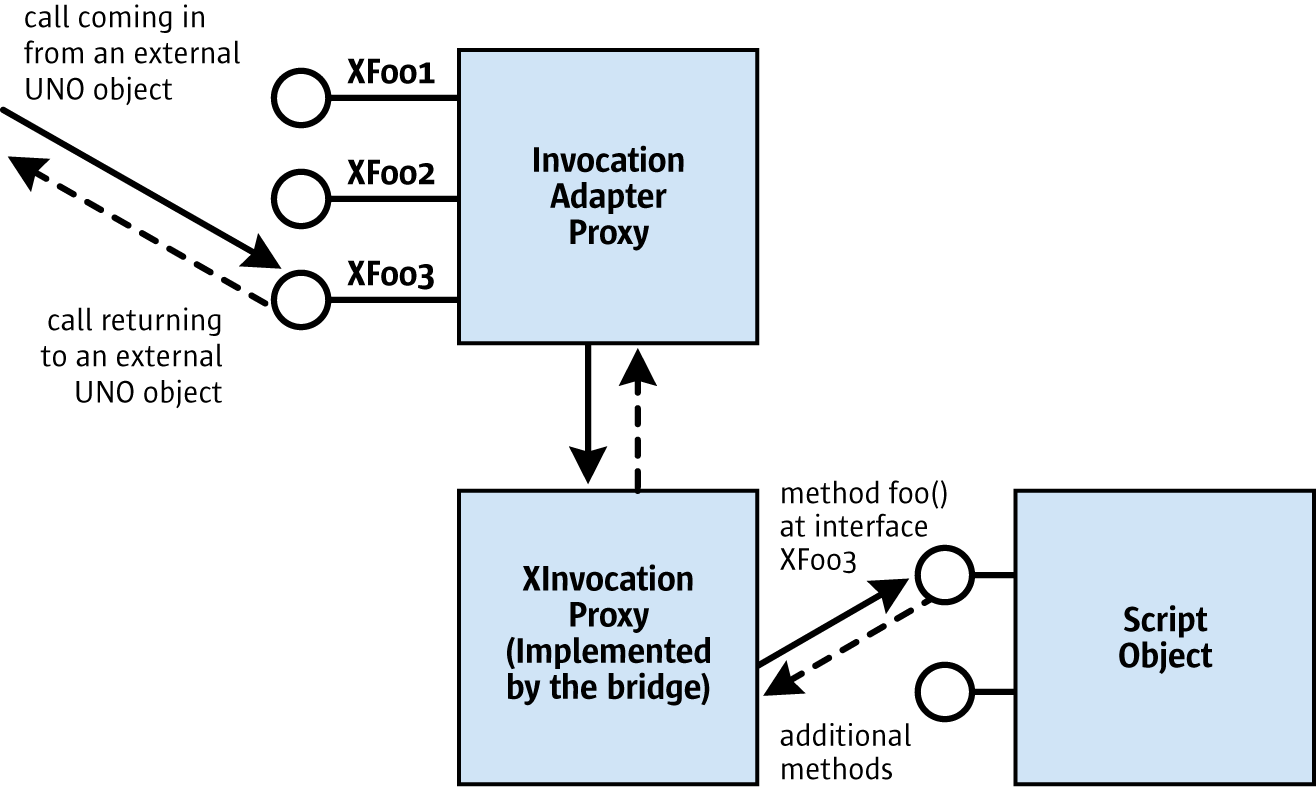 call coming in
from an external
UNO object
XFoo1
XFoo2
XFoo3
Invocation
Adapter
Proxy
call returning
to an external
UNO object
XInvocation
Proxy
(Implemented
by the bridge)
method foo()
at interface
XFoo3
additional
methods
Script
Object